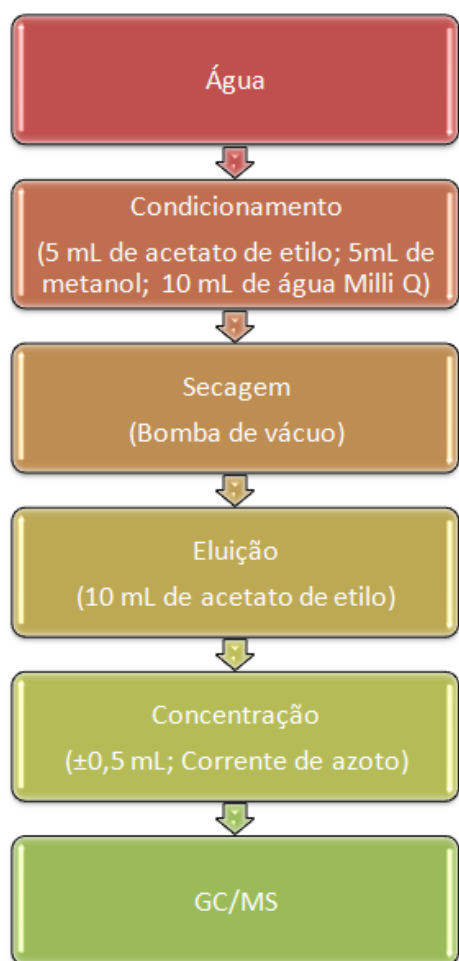 Água
Condicionamento
(5 mL de acetato de etilo; 5mL de
metanol; 10 mL de água Milli Q)
Secagem
(Bomba de vácuo)
Eluição
(10 mL de acetato de etilo)
Concentração
(±0,5 mL; Corrente de azoto)
GC/MS